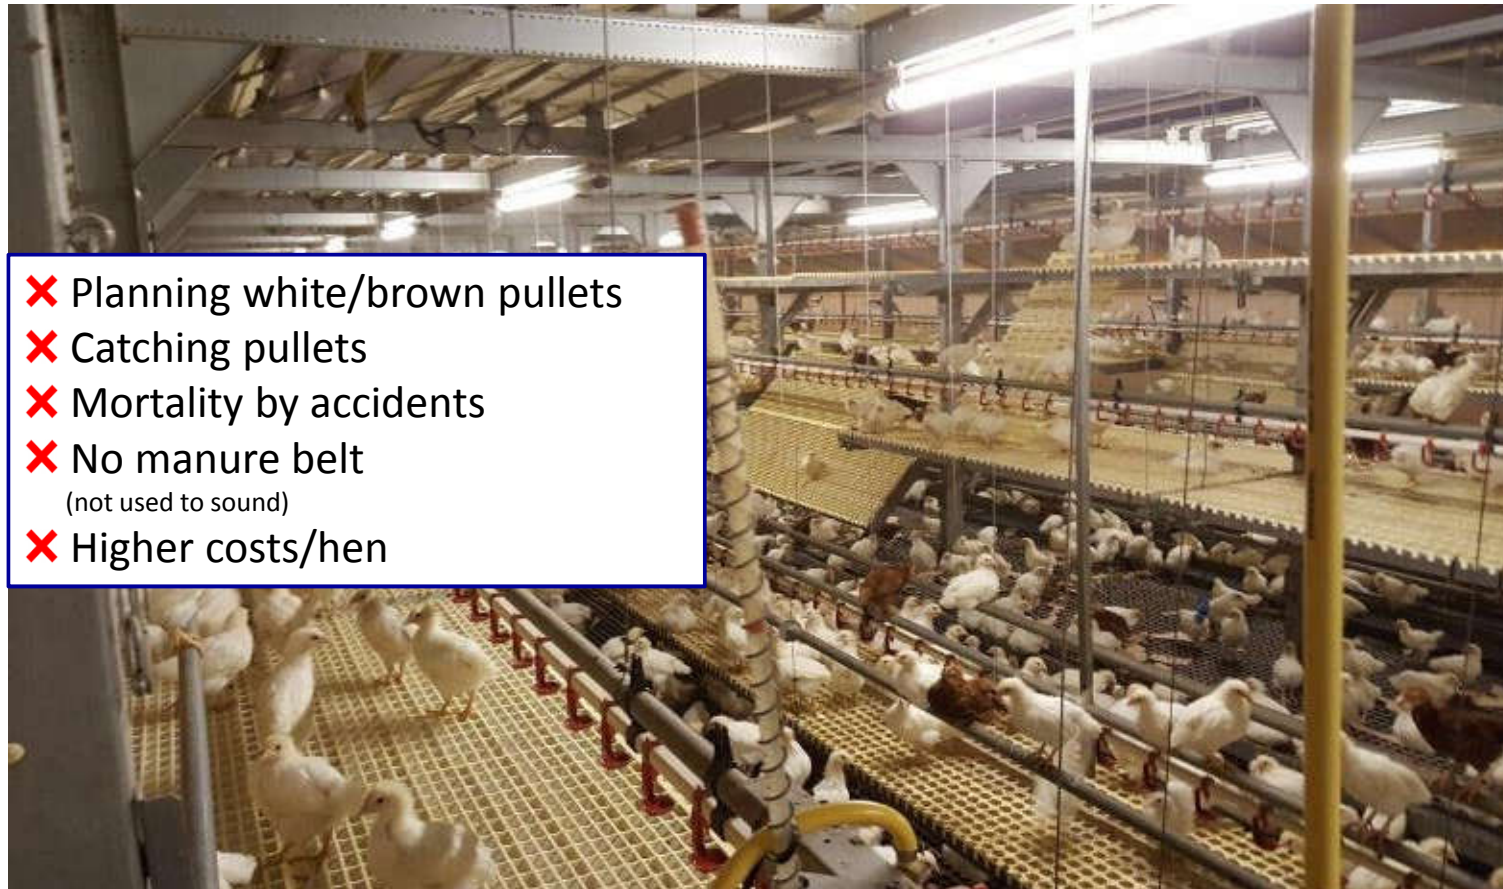 ❌ Planning white/brown pullets
❌ Catching pullets
❌ Mortality by accidents
❌ No manure belt
(not used to sound)
❌ Higher costs/hen